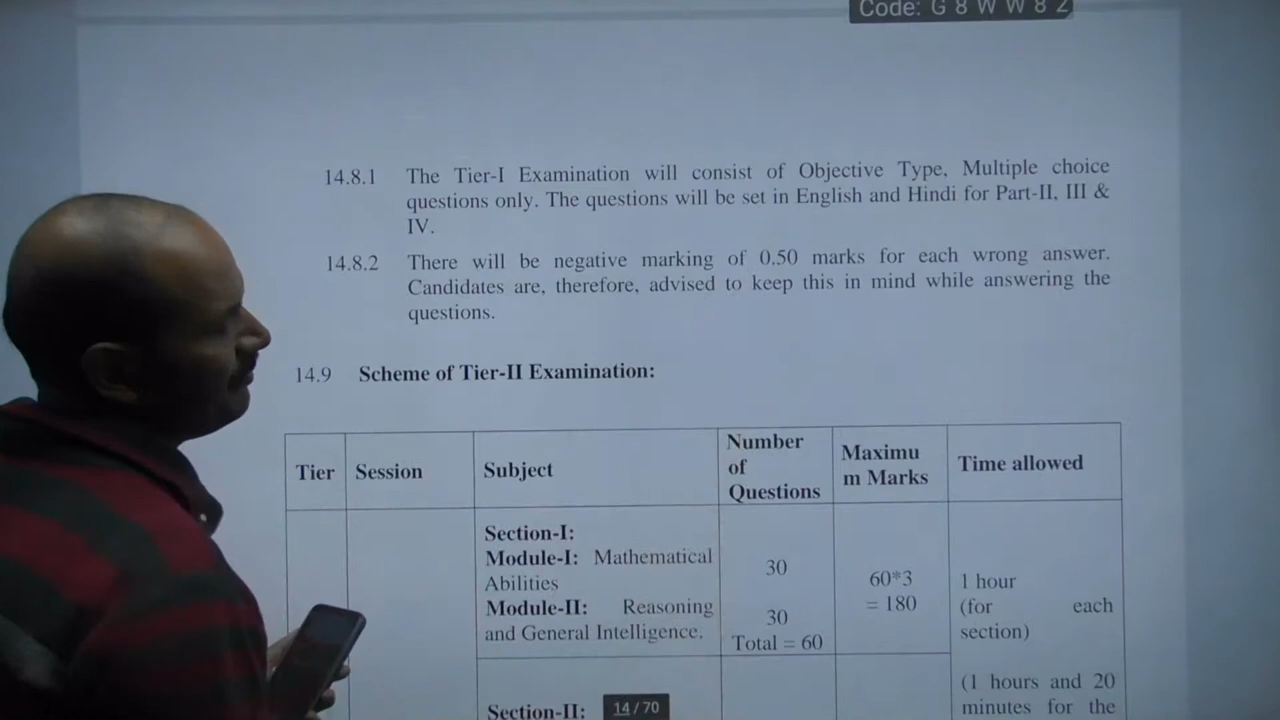 Code: G 8 W W 8 Z
14.8.1 The Tier-I Examination will consist of Objective Type, Multiple choice
questions only. The questions will be set in English and Hindi for Part-II, III &
IV.
14.8.2 There will be negative marking of 0.50 marks for each wrong answer.
Candidates are, therefore, advised to keep this in mind while answering the
questions.
14.9 Scheme of Tier-II Examination:
Tier Session Subject Number of Questions Maximu m Marks Time allowed
Section-I:
Module-I: Mathematical
Abilities
Module-II: Reasoning
and General Intelligence.
30
30
Total = 60
60*3
= 180
1 hour
(for each
section)
(1 hours and 20
minutes for the
Section-II:
14 / 70